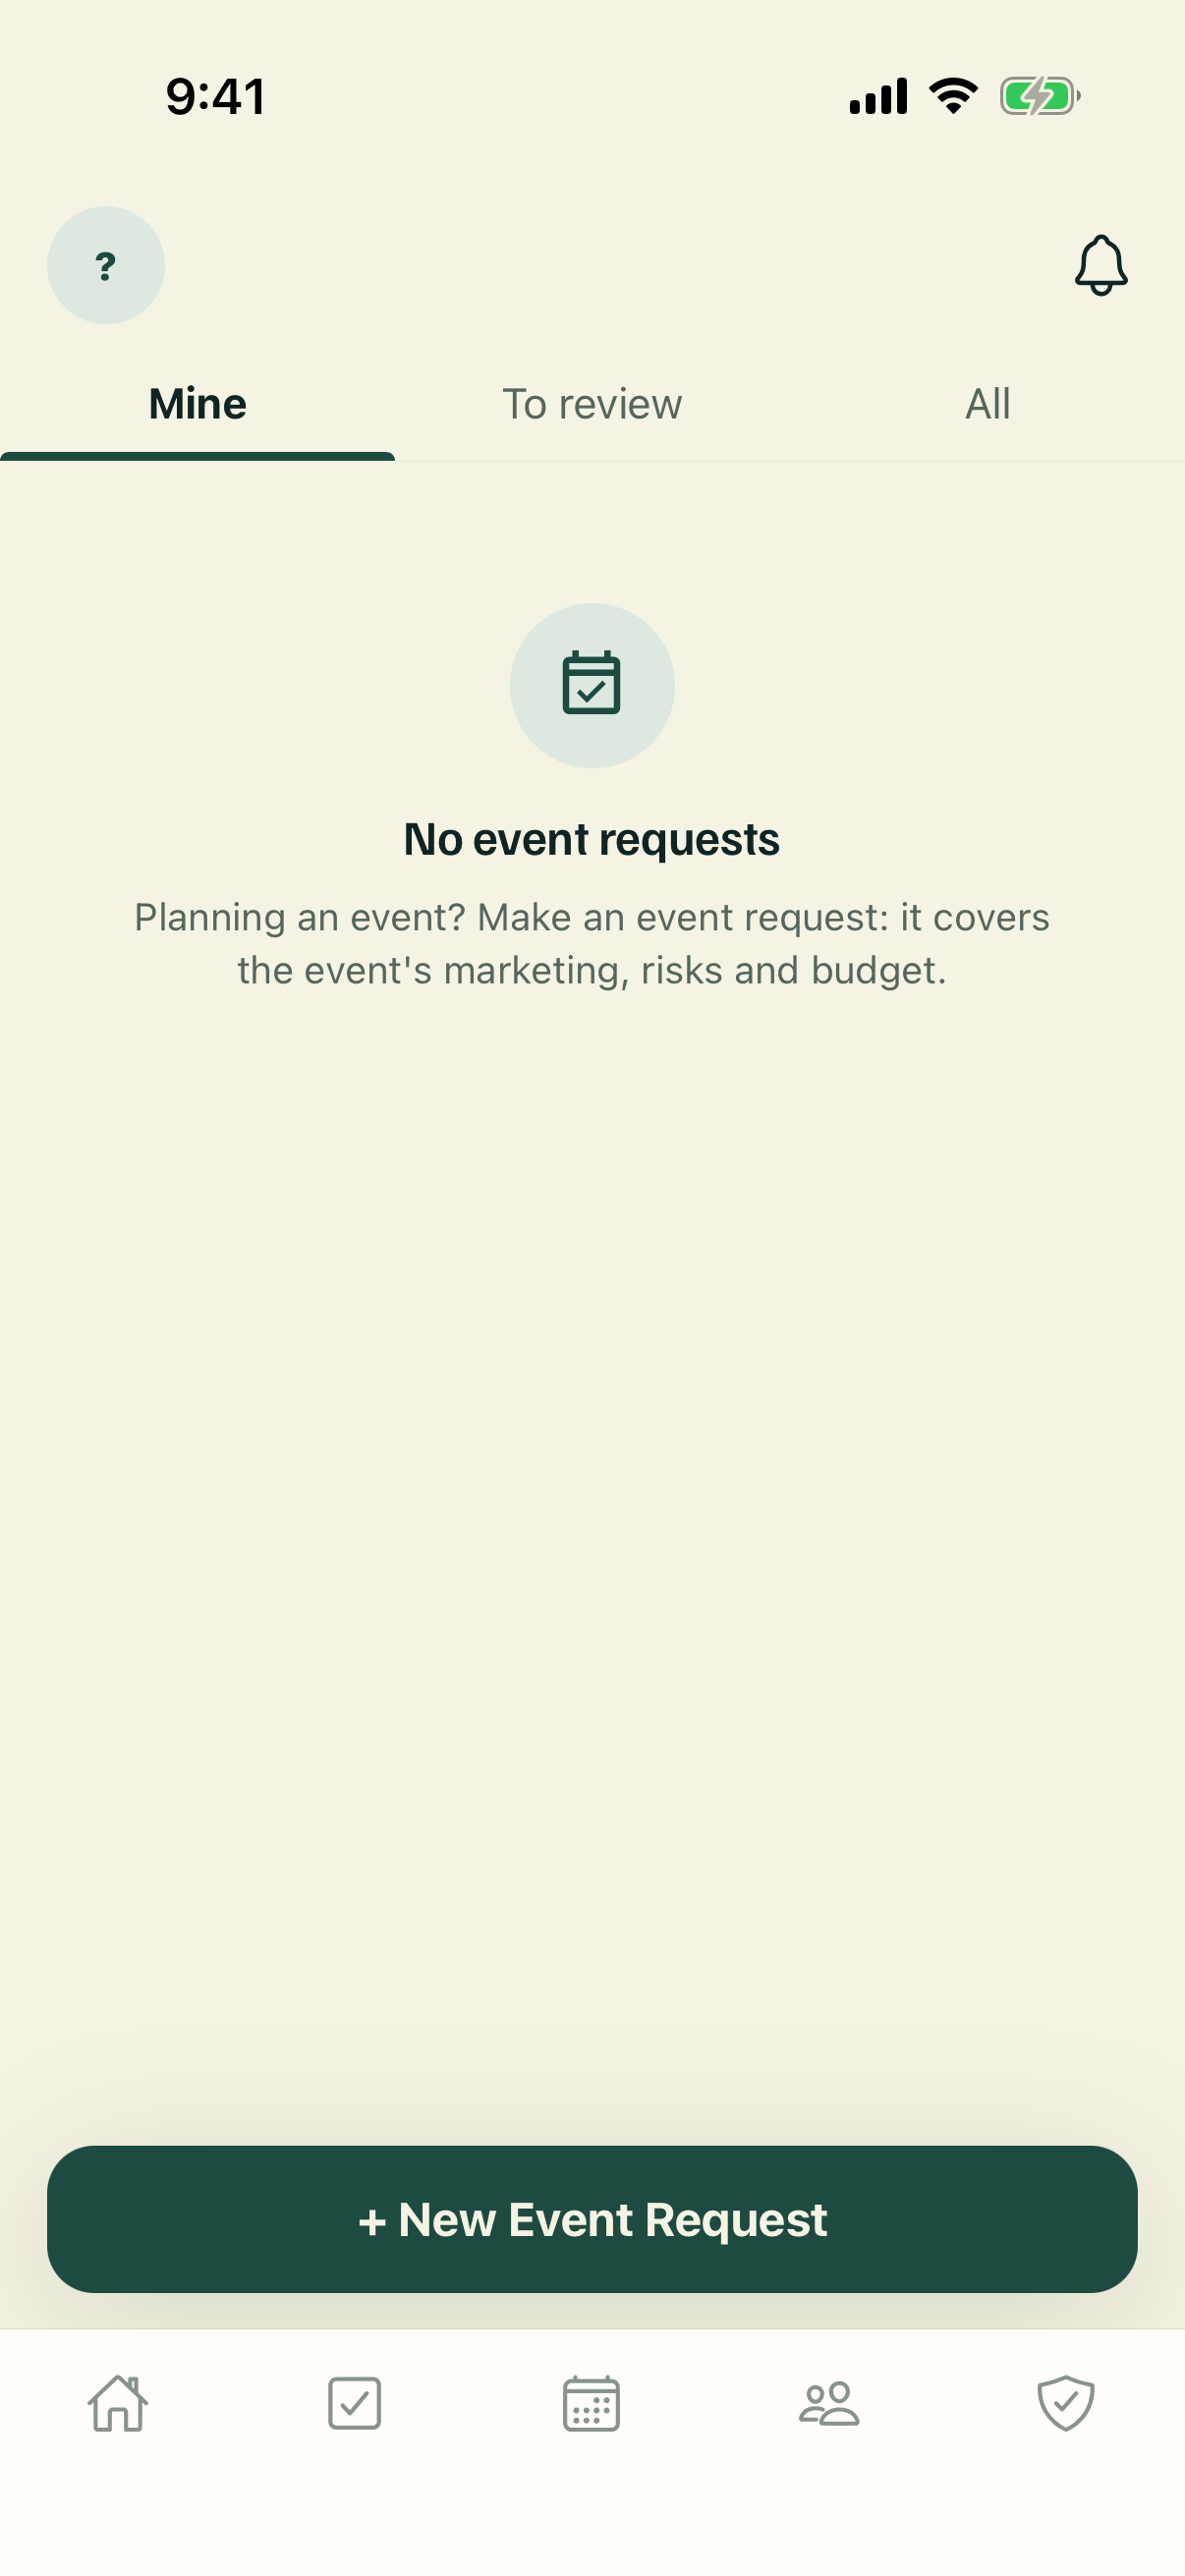 9:41
?
Mine
To review
All
No event requests
Planning an event? Make an event request: it covers
the event's marketing, risks and budget.
+ New Event Request